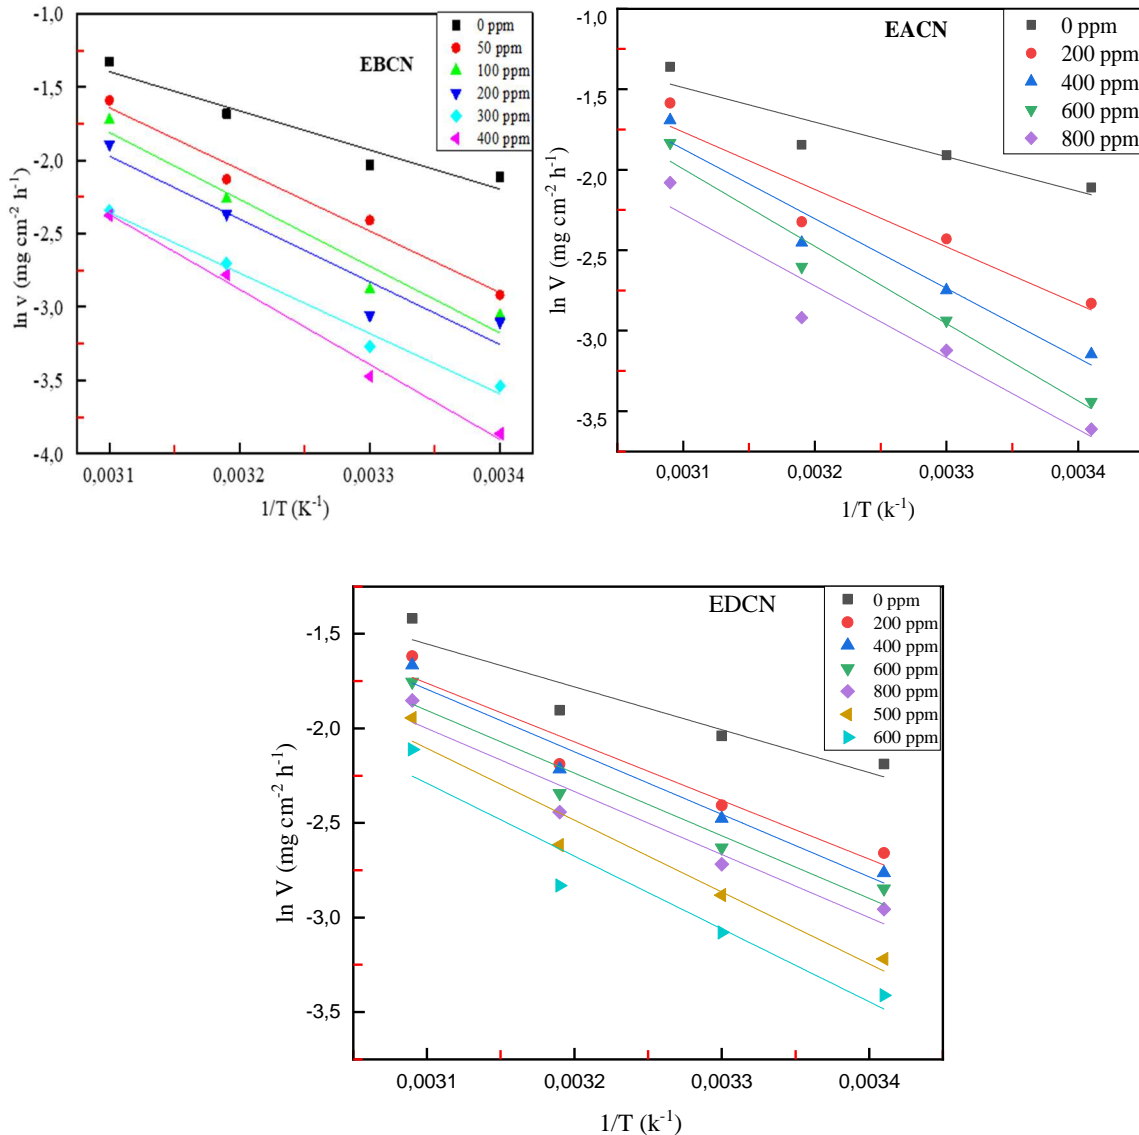 EBCN
0 ppm
50 ppm
100 ppm
200 ppm
300 ppm
400 ppm
-1,0
-1,5
-2,0
-2,5
-3,0
-3,5
-4,0
ln v (mg cm-2 h-1)
0,0031 0,0032 0,0033 0,0034
1/T (K-1)
EACN
0 ppm
200 ppm
400 ppm
600 ppm
800 ppm
-1,0
-1,5
-2,0
-2,5
-3,0
-3,5
ln V (mg cm-2 h-1)
0,0031 0,0032 0,0033 0,0034
1/T (k-1)
EDCN
0 ppm
200 ppm
400 ppm
600 ppm
800 ppm
500 ppm
600 ppm
-1,5
-2,0
-2,5
-3,0
-3,5
ln V (mg cm-2 h-1)
0,0031 0,0032 0,0033 0,0034
1/T (k-1)